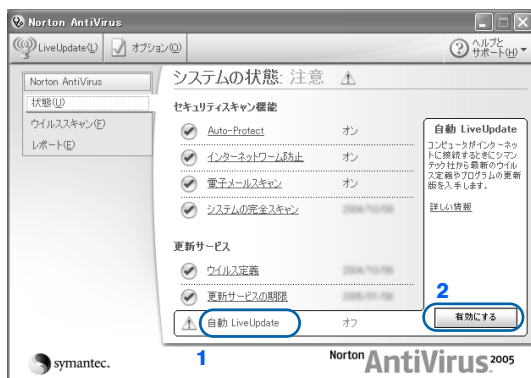 Norton AntiVirus
LiveUpdate(L) オプション(O) ヘルプと
サポート(H)
Norton AntiVirus
状態(U)
ウイルススキャン(F)
レポート(E)
システムの状態: 注意
セキュリティスキャン機能
Auto-Protect オン
インターネットワーム防止 オン
電子メールスキャン オン
システムの完全スキャン
更新サービス
ウイルス定義
更新サービスの期限
自動 LiveUpdate オフ
自動 LiveUpdate
コンピュータがインターネッ
トに接続するときにシマン
テック社から最新のウイル
ス定義やプログラムの更新
版を入手します。
詳しい情報
2
有効にする
1
symantec.
Norton AntiVirus 2005